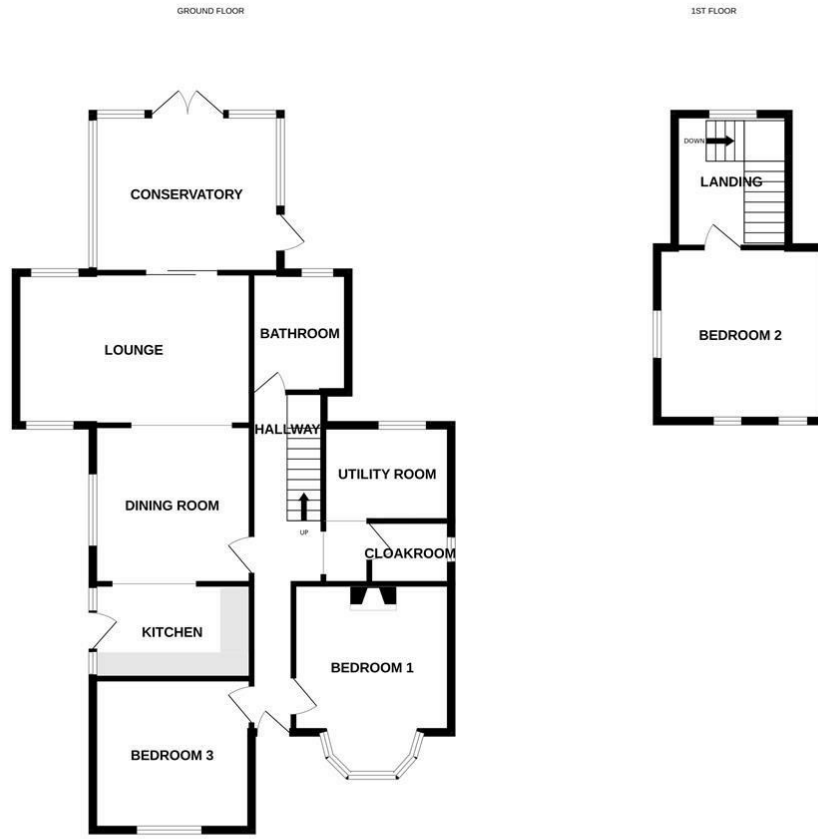 GROUND FLOOR
1ST FLOOR
CONSERVATORY
DOWN
LANDING
BATHROOM
LOUNGE
BEDROOM 2
HALLWAY
UTILITY ROOM
DINING ROOM
UP
CLOAKROOM
KITCHEN
BEDROOM 1
BEDROOM 3